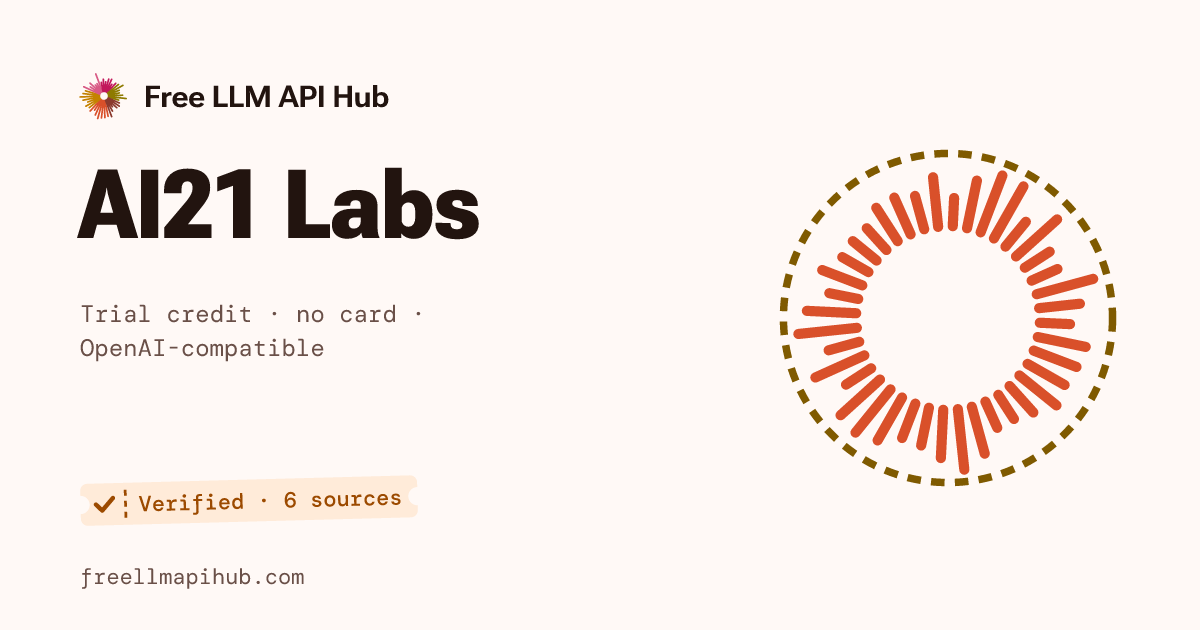 Free LLM API Hub
AI21 Labs
Trial credit · no card ·
OpenAI-compatible
Verified · 6 sources
freellmapihub.com